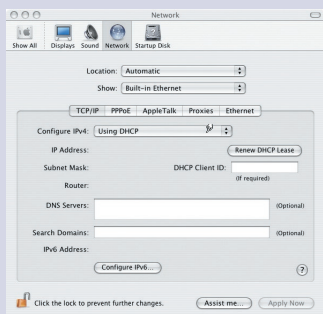 Network
Show All Displays Sound Network Startup Disk
Location: Automatic
Show: Built-in Ethernet
TCP/IP PPPoE AppleTalk Proxies Ethernet
Configure IPv4: Using DHCP
IP Address: Renew DHCP Lease
Subnet Mask: DHCP Client ID:
(If required)
Router:
DNS Servers: (Optional)
Search Domains: (Optional)
IPv6 Address:
Configure IPv6... ?
Click the lock to prevent further changes. Assist me... Apply Now